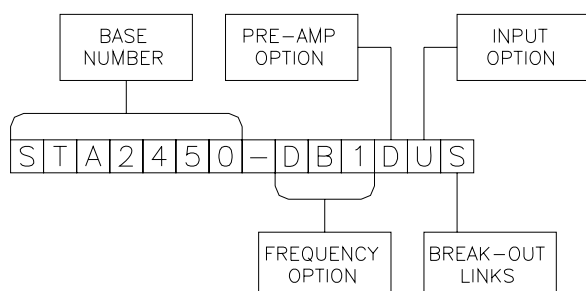 BASE
NUMBER
PRE-AMP
OPTION
INPUT
OPTION
STA2450-DB1DUS
FREQUENCY
OPTION
BREAK-OUT
LINKS